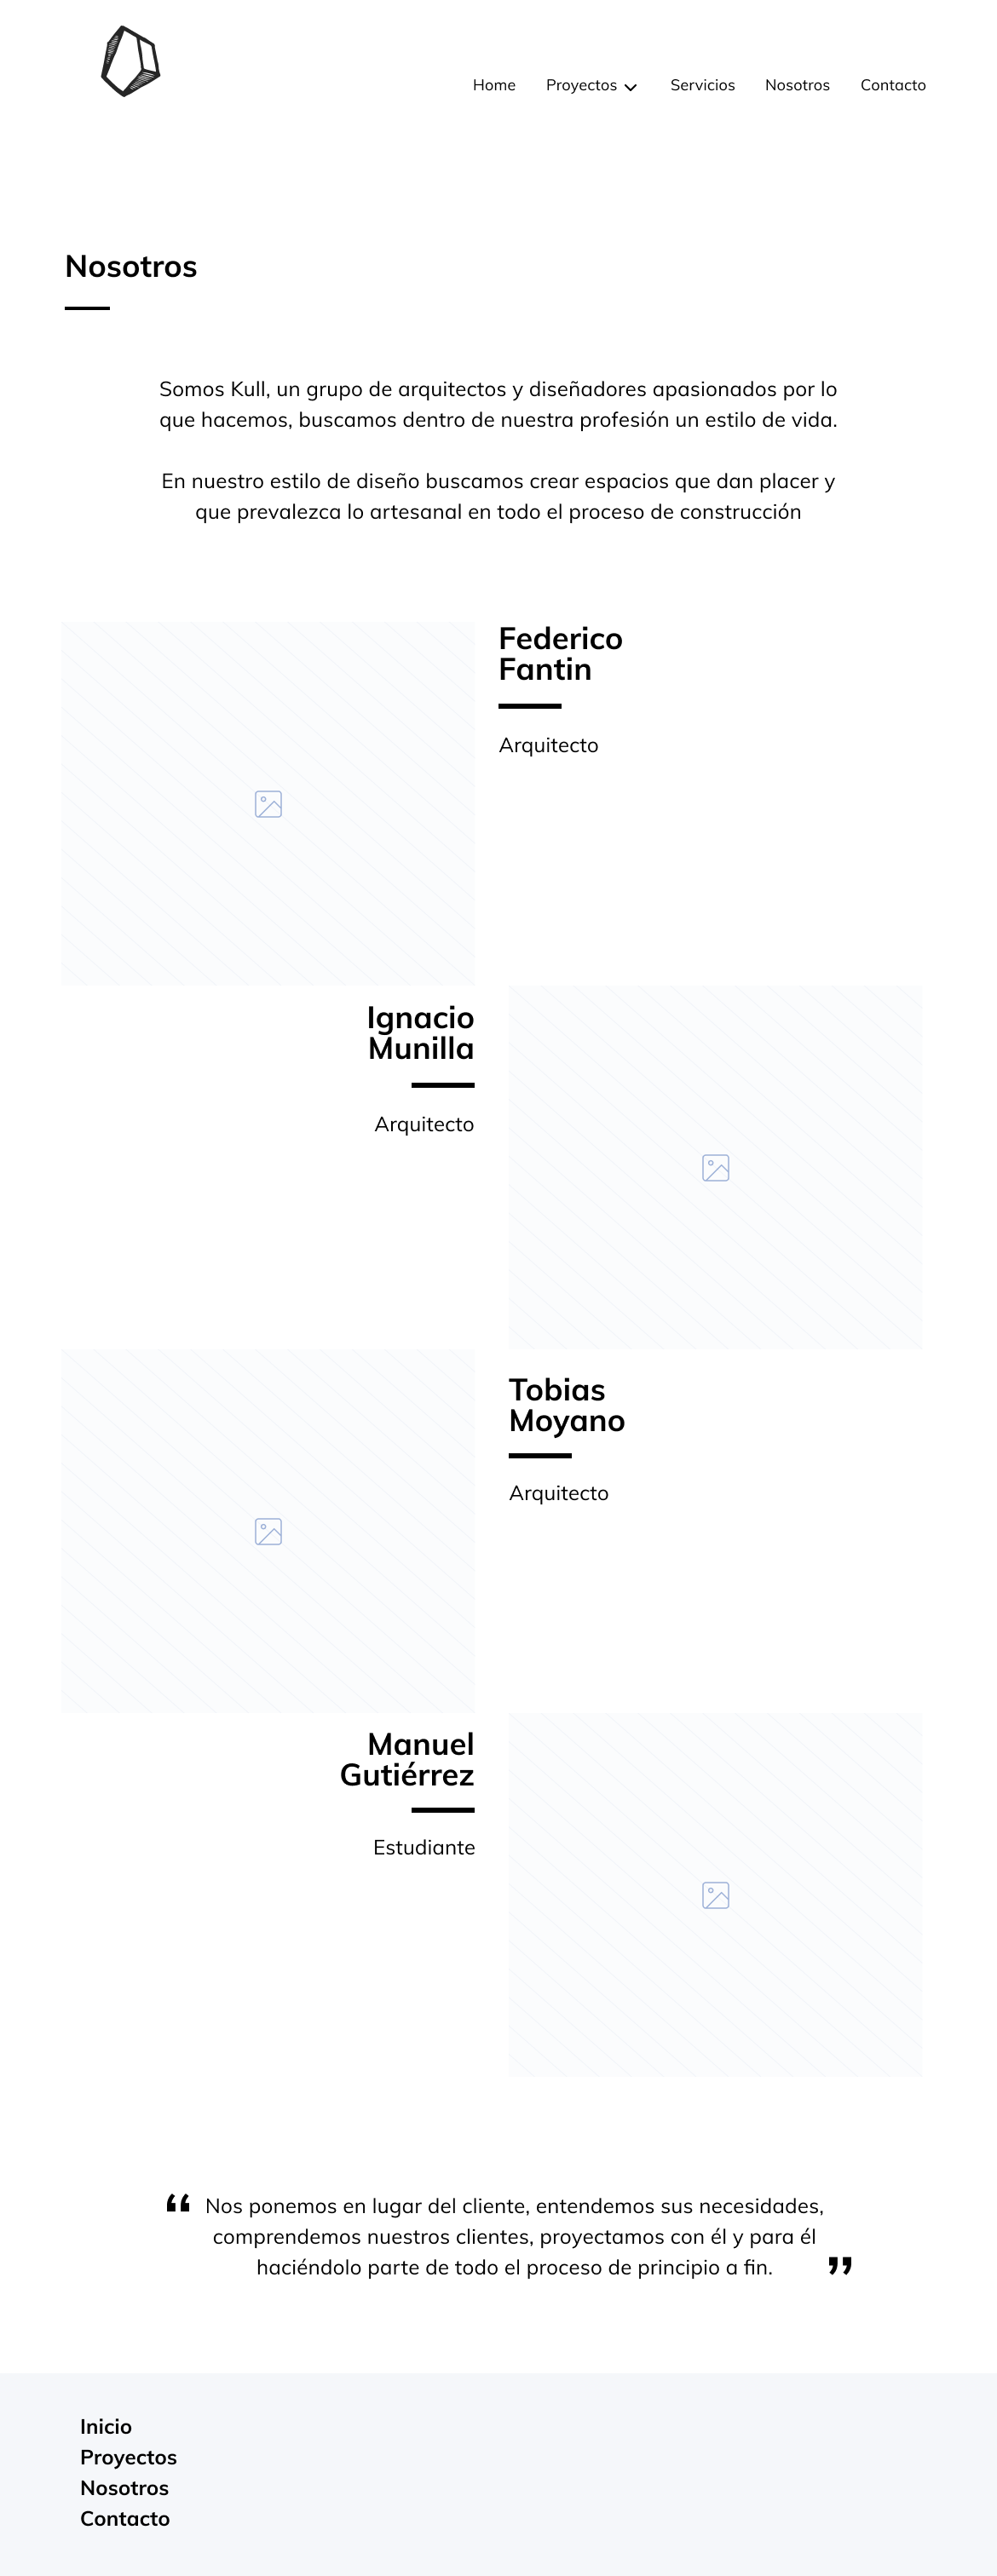 Home Proyectos Servicios Nosotros Contacto
Nosotros
Somos Kull, un grupo de arquitectos y diseñadores apasionados por lo
que hacemos, buscamos dentro de nuestra profesión un estilo de vida.
En nuestro estilo de diseño buscamos crear espacios que dan placer y
que prevalezca lo artesanal en todo el proceso de construcción
Federico
Fantin
Arquitecto
Ignacio
Munilla
Arquitecto
Tobias
Moyano
Arquitecto
Manuel
Gutiérrez
Estudiante
“ Nos ponemos en lugar del cliente, entendemos sus necesidades,
comprendemos nuestros clientes, proyectamos con él y para él
haciéndolo parte de todo el proceso de principio a fin. ”
Inicio
Proyectos
Nosotros
Contacto